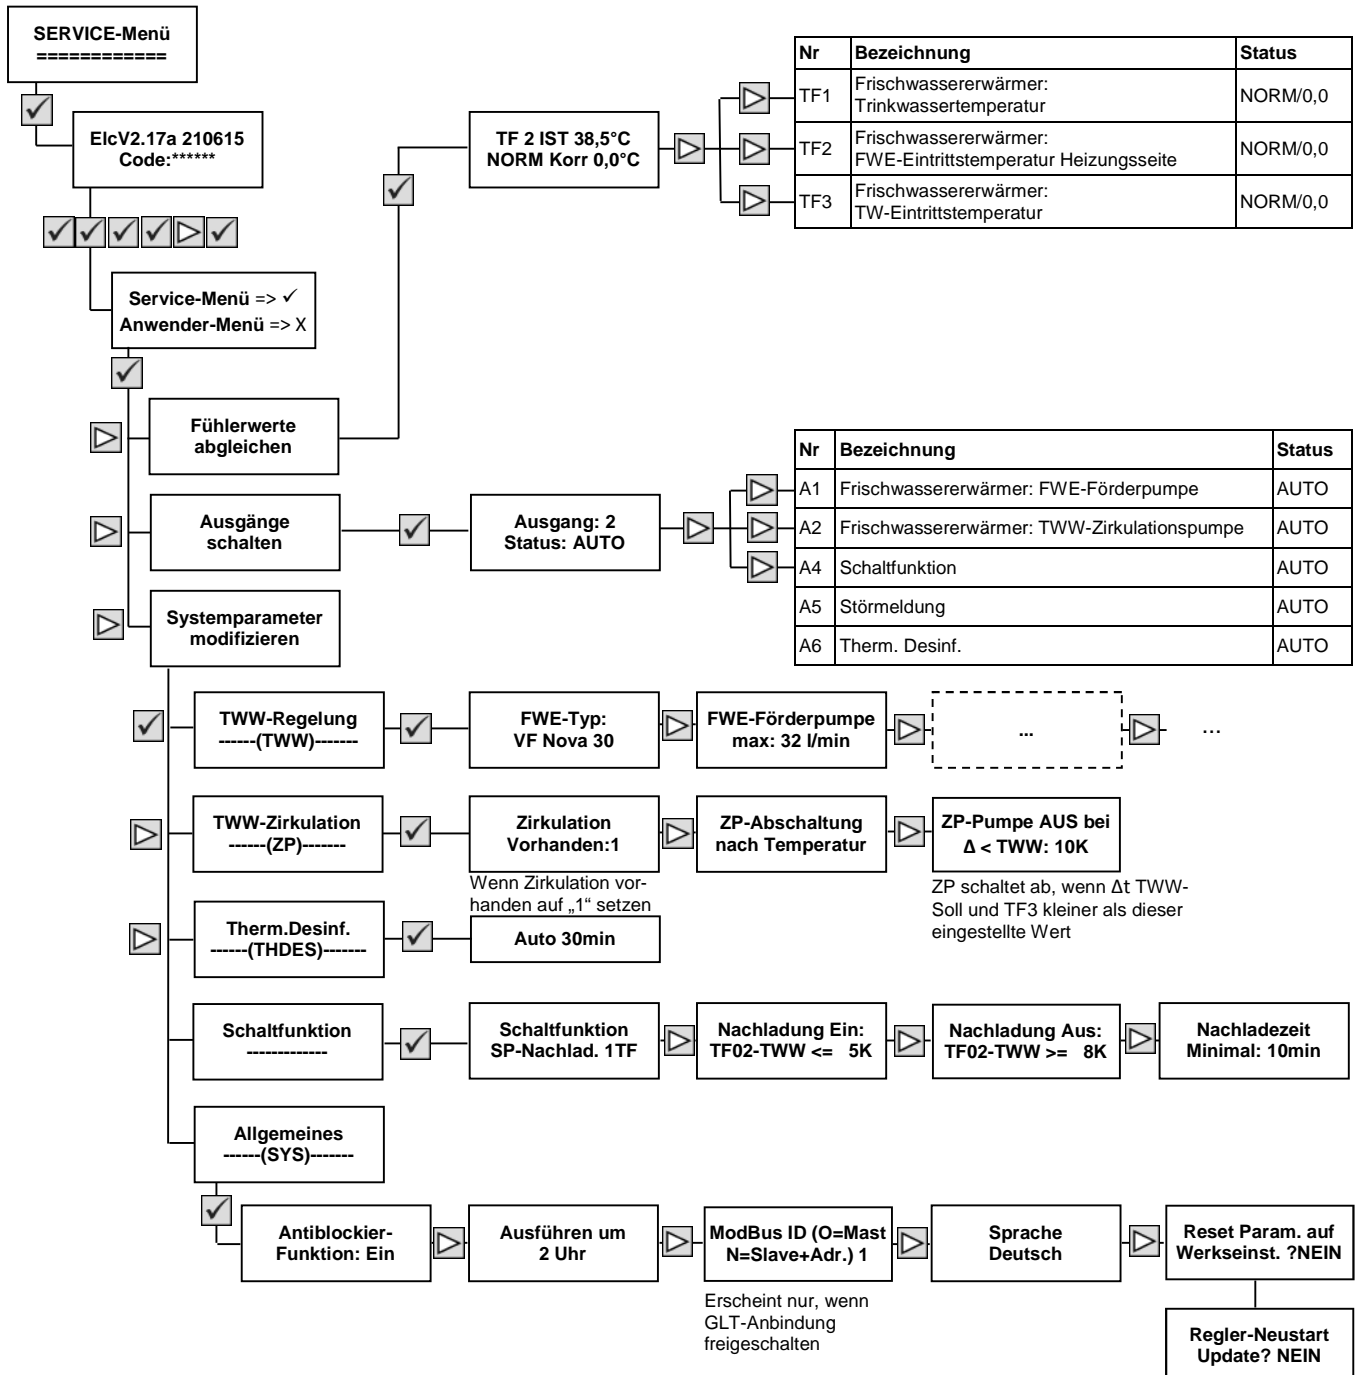 SERVICE-Menü
============
ElcV2.17a 210615
Code:******
Service-Menü => ✓
Anwender-Menü => X
Fühlerwerte
abgleichen
TF 2 IST 38,5°C
NORM Korr 0,0°C
Nr Bezeichnung Status
TF1 Frischwassererwärmer:
Trinkwassertemperatur NORM/0,0
TF2 Frischwassererwärmer:
FWE-Eintrittstemperatur Heizungsseite NORM/0,0
TF3 Frischwassererwärmer:
TW-Eintrittstemperatur NORM/0,0
Ausgänge
schalten
Ausgang: 2
Status: AUTO
Nr Bezeichnung Status
A1 Frischwassererwärmer: FWE-Förderpumpe AUTO
A2 Frischwassererwärmer: TWW-Zirkulationspumpe AUTO
A4 Schaltfunktion AUTO
A5 Störmeldung AUTO
A6 Therm. Desinf. AUTO
Systemparameter
modifizieren
TWW-Regelung
------(TWW)-------
FWE-Typ:
VF Nova 30
FWE-Förderpumpe
max: 32 l/min
...
...
TWW-Zirkulation
------(ZP)-------
Zirkulation
Vorhanden:1
Wenn Zirkulation vor-
handen auf „1" setzen
ZP-Abschaltung
nach Temperatur
ZP-Pumpe AUS bei
Δ < TWW: 10K
ZP schaltet ab, wenn Δt TWW-
Soll und TF3 kleiner als dieser
eingestellte Wert
Therm.Desinf.
------(THDES)-------
Auto 30min
Schaltfunktion
-------------
Schaltfunktion
SP-Nachlad. 1TF
Nachladung Ein:
TF02-TWW <= 5K
Nachladung Aus:
TF02-TWW >= 8K
Nachladezeit
Minimal: 10min
Allgemeines
------(SYS)-------
Antiblockier-
Funktion: Ein
Ausführen um
2 Uhr
ModBus ID (O=Mast
N=Slave+Adr.) 1
Erscheint nur, wenn
GLT-Anbindung
freigeschalten
Sprache
Deutsch
Reset Param. auf
Werkseinst. ?NEIN
Regler-Neustart
Update? NEIN